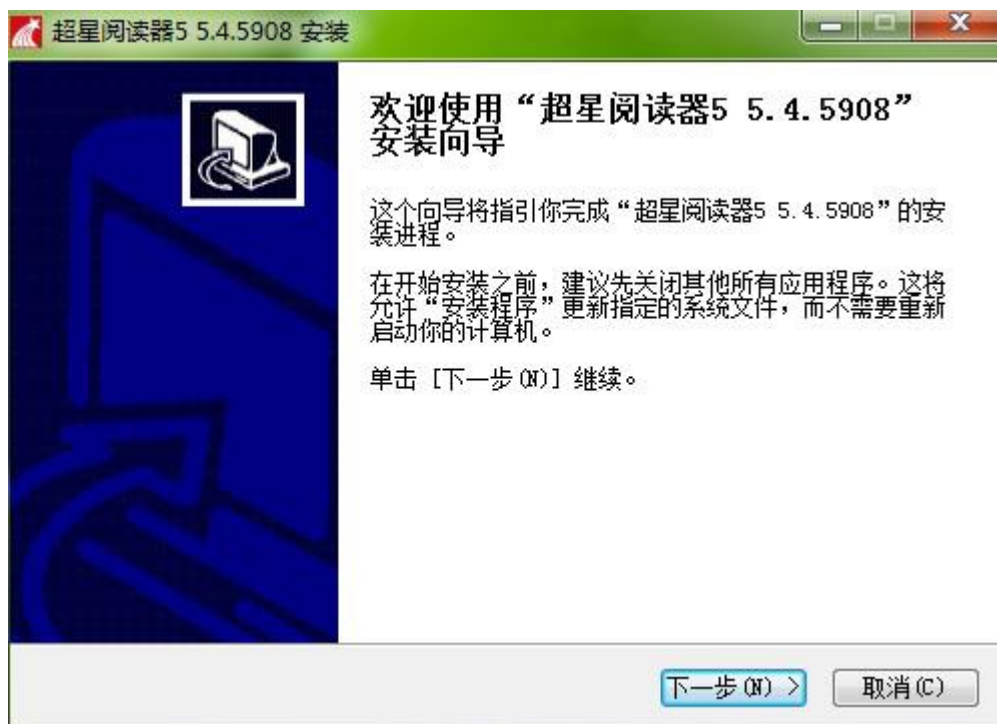 超星阅读器5 5.4.5908 安装
欢迎使用“超星阅读器5 5.4.5908”
安装向导
这个向导将指引你完成“超星阅读器5 5.4.5908”的安
装进程。
在开始安装之前，建议先关闭其他所有应用程序。这将
允许“安装程序”更新指定的系统文件，而不需要重新
启动你的计算机。
单击 [下一步(N)] 继续。
下一步(N) >
取消(C)